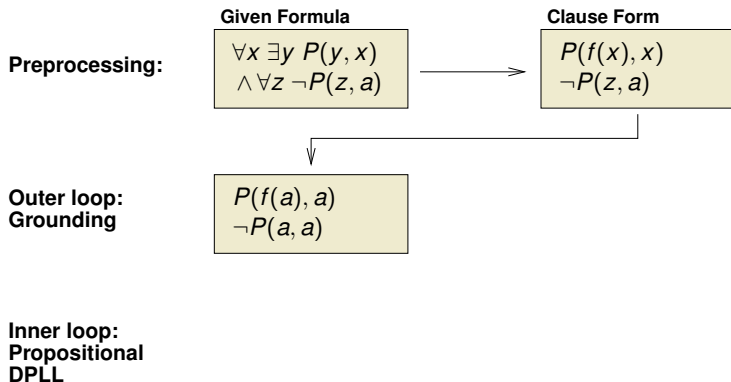 Given Formula
Clause Form
Preprocessing:
∀x ∃y P(y, x)
∧ ∀z ¬P(z, a)
P(f(x), x)
¬P(z, a)
Outer loop:
Grounding
P(f(a), a)
¬P(a, a)
Inner loop:
Propositional
DPLL